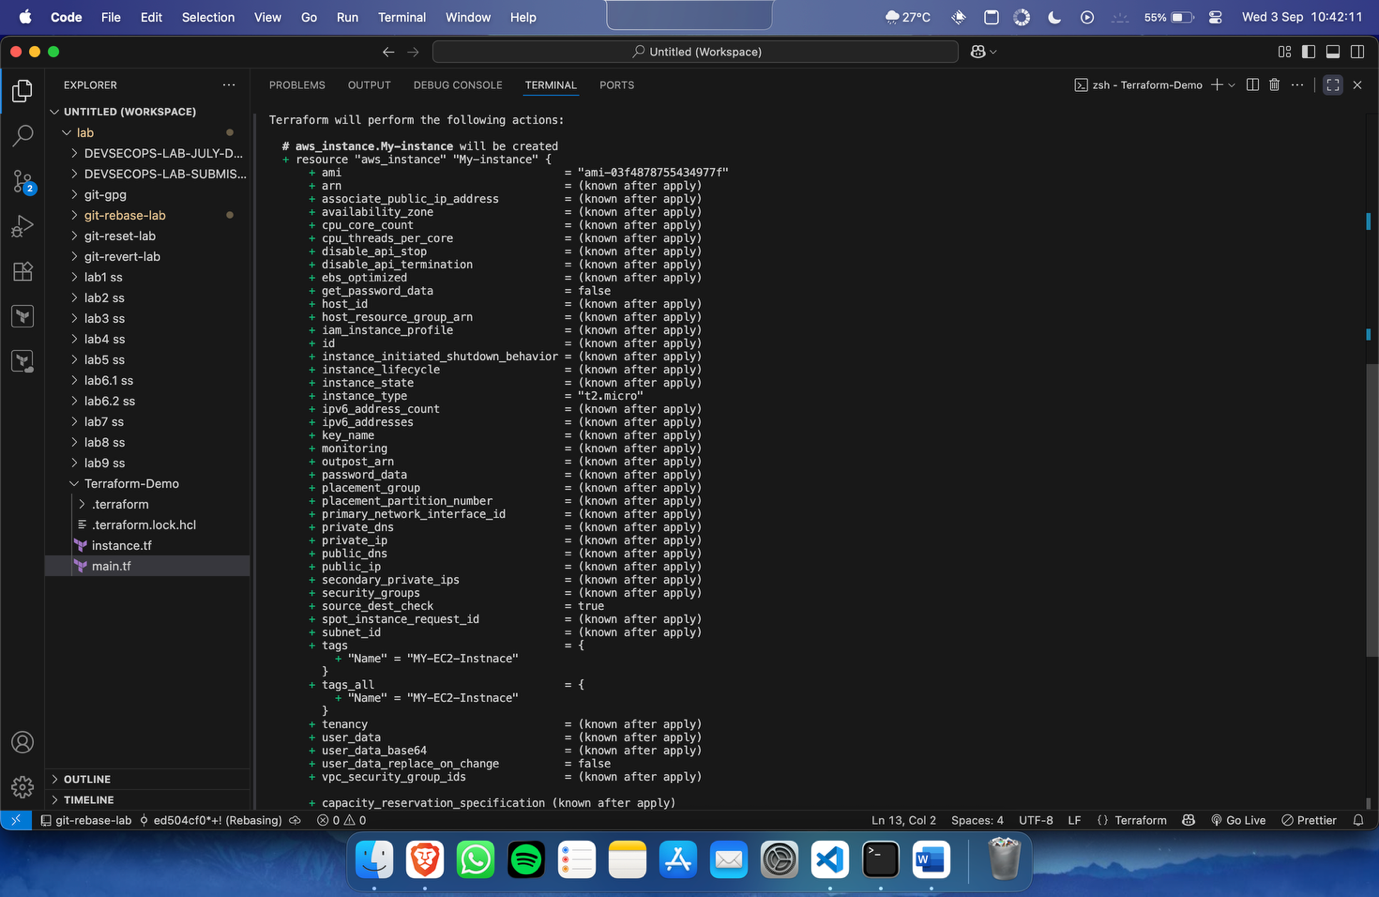 Code File Edit Selection View Go Run Terminal Window Help
27°C 55% Wed 3 Sep 10:42:11
Untitled (Workspace)
EXPLORER
PROBLEMS OUTPUT DEBUG CONSOLE TERMINAL PORTS
zsh - Terraform-Demo
UNTITLED (WORKSPACE)
lab
DEVSECOPS-LAB-JULY-D...
DEVSECOPS-LAB-SUBMIS...
git-gpg
git-rebase-lab
git-reset-lab
git-revert-lab
lab1 ss
lab2 ss
lab3 ss
lab4 ss
lab5 ss
lab6.1 ss
lab6.2 ss
lab7 ss
lab8 ss
lab9 ss
Terraform-Demo
.terraform
.terraform.lock.hcl
instance.tf
main.tf
OUTLINE
TIMELINE
2
Terraform will perform the following actions:
# aws_instance.My-instance will be created
+ resource "aws_instance" "My-instance" {
+ ami = "ami-03f4878755434977f"
+ arn = (known after apply)
+ associate_public_ip_address = (known after apply)
+ availability_zone = (known after apply)
+ cpu_core_count = (known after apply)
+ cpu_threads_per_core = (known after apply)
+ disable_api_stop = (known after apply)
+ disable_api_termination = (known after apply)
+ ebs_optimized = (known after apply)
+ get_password_data = false
+ host_id = (known after apply)
+ host_resource_group_arn = (known after apply)
+ iam_instance_profile = (known after apply)
+ id = (known after apply)
+ instance_initiated_shutdown_behavior = (known after apply)
+ instance_lifecycle = (known after apply)
+ instance_state = (known after apply)
+ instance_type = "t2.micro"
+ ipv6_address_count = (known after apply)
+ ipv6_addresses = (known after apply)
+ key_name = (known after apply)
+ monitoring = (known after apply)
+ outpost_arn = (known after apply)
+ password_data = (known after apply)
+ placement_group = (known after apply)
+ placement_partition_number = (known after apply)
+ primary_network_interface_id = (known after apply)
+ private_dns = (known after apply)
+ private_ip = (known after apply)
+ public_dns = (known after apply)
+ public_ip = (known after apply)
+ secondary_private_ips = (known after apply)
+ security_groups = (known after apply)
+ source_dest_check = true
+ spot_instance_request_id = (known after apply)
+ subnet_id = (known after apply)
+ tags = {
+ "Name" = "MY-EC2-Instnace"
}
+ tags_all = {
+ "Name" = "MY-EC2-Instnace"
}
+ tenancy = (known after apply)
+ user_data = (known after apply)
+ user_data_base64 = (known after apply)
+ user_data_replace_on_change = false
+ vpc_security_group_ids = (known after apply)
+ capacity_reservation_specification (known after apply)
git-rebase-lab ed504cf0*+! (Rebasing) 0 0 Ln 13, Col 2 Spaces: 4 UTF-8 LF {} Terraform Go Live Prettier